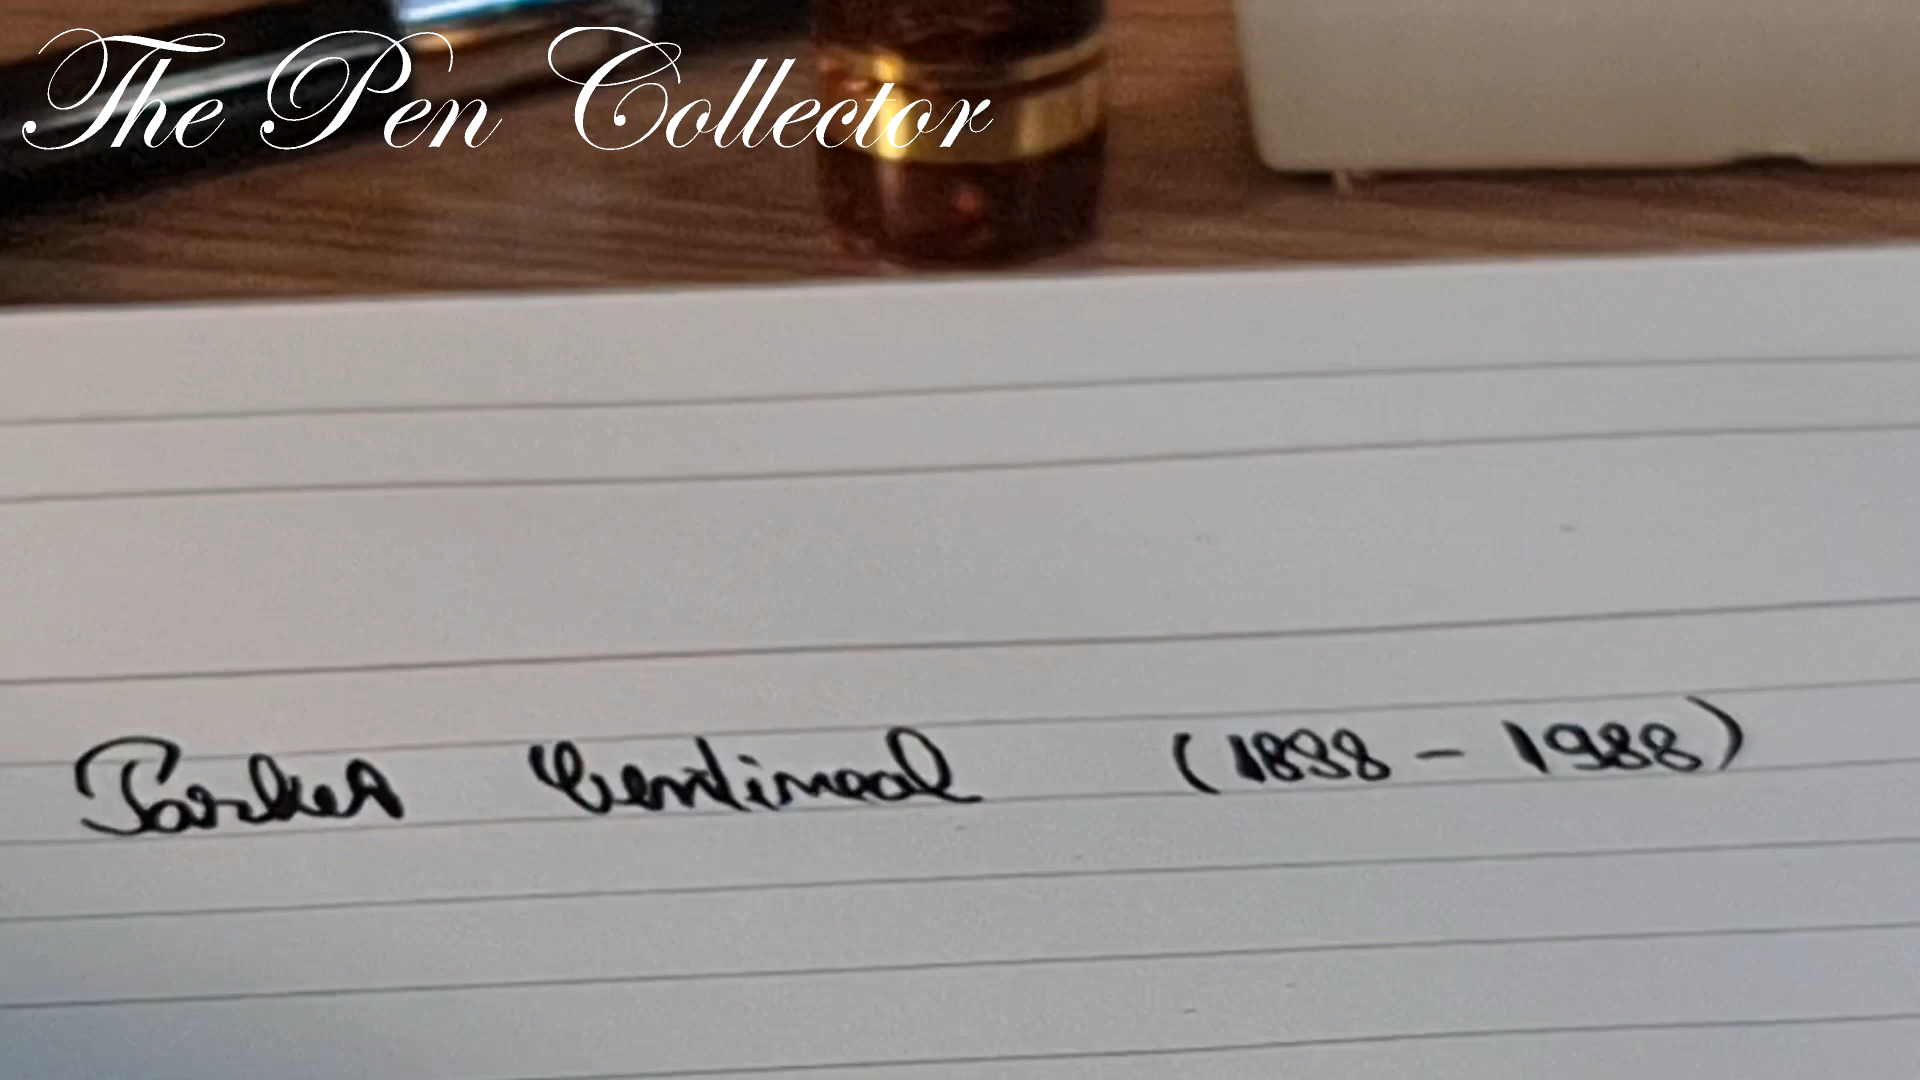 The Pen Collector
Parker Centineal (1888 - 1988)